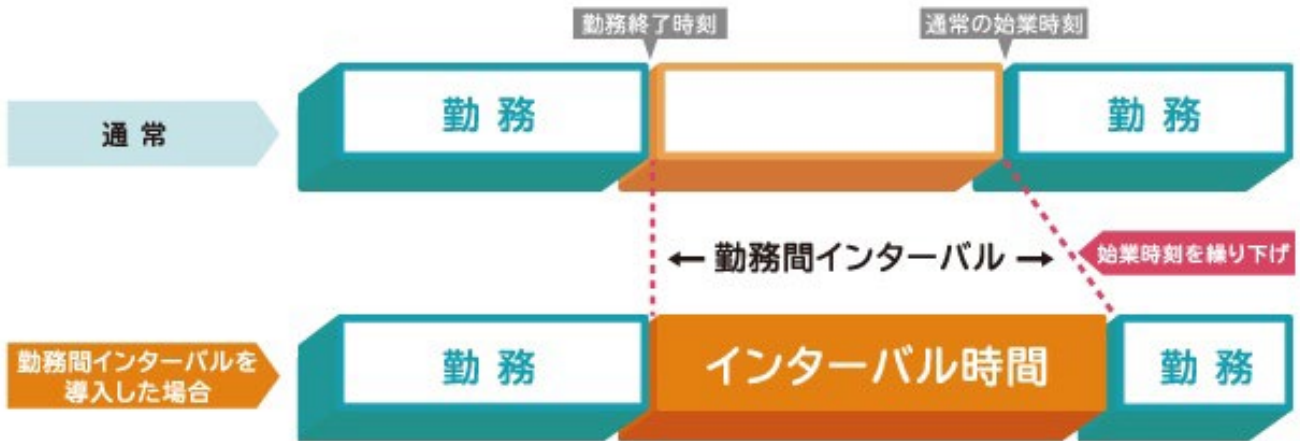 勤務終了時刻
通常の始業時刻
通常
勤務
勤務
← 勤務間インターバル →
始業時刻を繰り下げ
勤務間インターバルを
導入した場合
勤務
インターバル時間
勤務